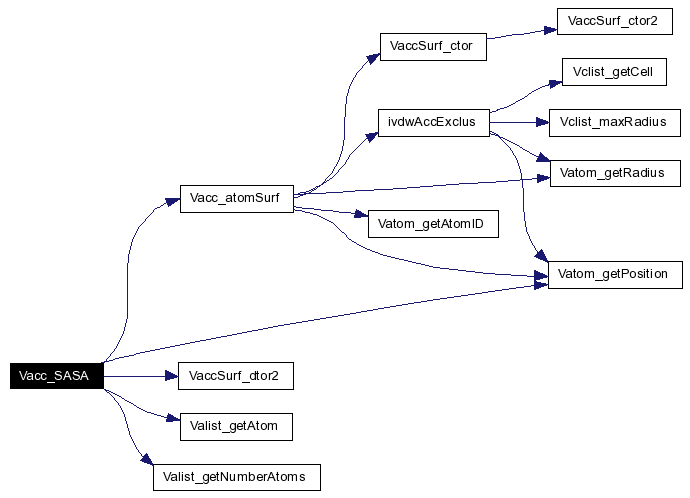 VaccSurf_ctor2
VaccSurf_ctor
Vclist_getCell
ivdwAccExclus
Vclist_maxRadius
Vatom_getRadius
Vacc_atomSurf
Vatom_getAtomID
Vatom_getPosition
Vacc_SASA
VaccSurf_dtor2
Valist_getAtom
Valist_getNumberAtoms